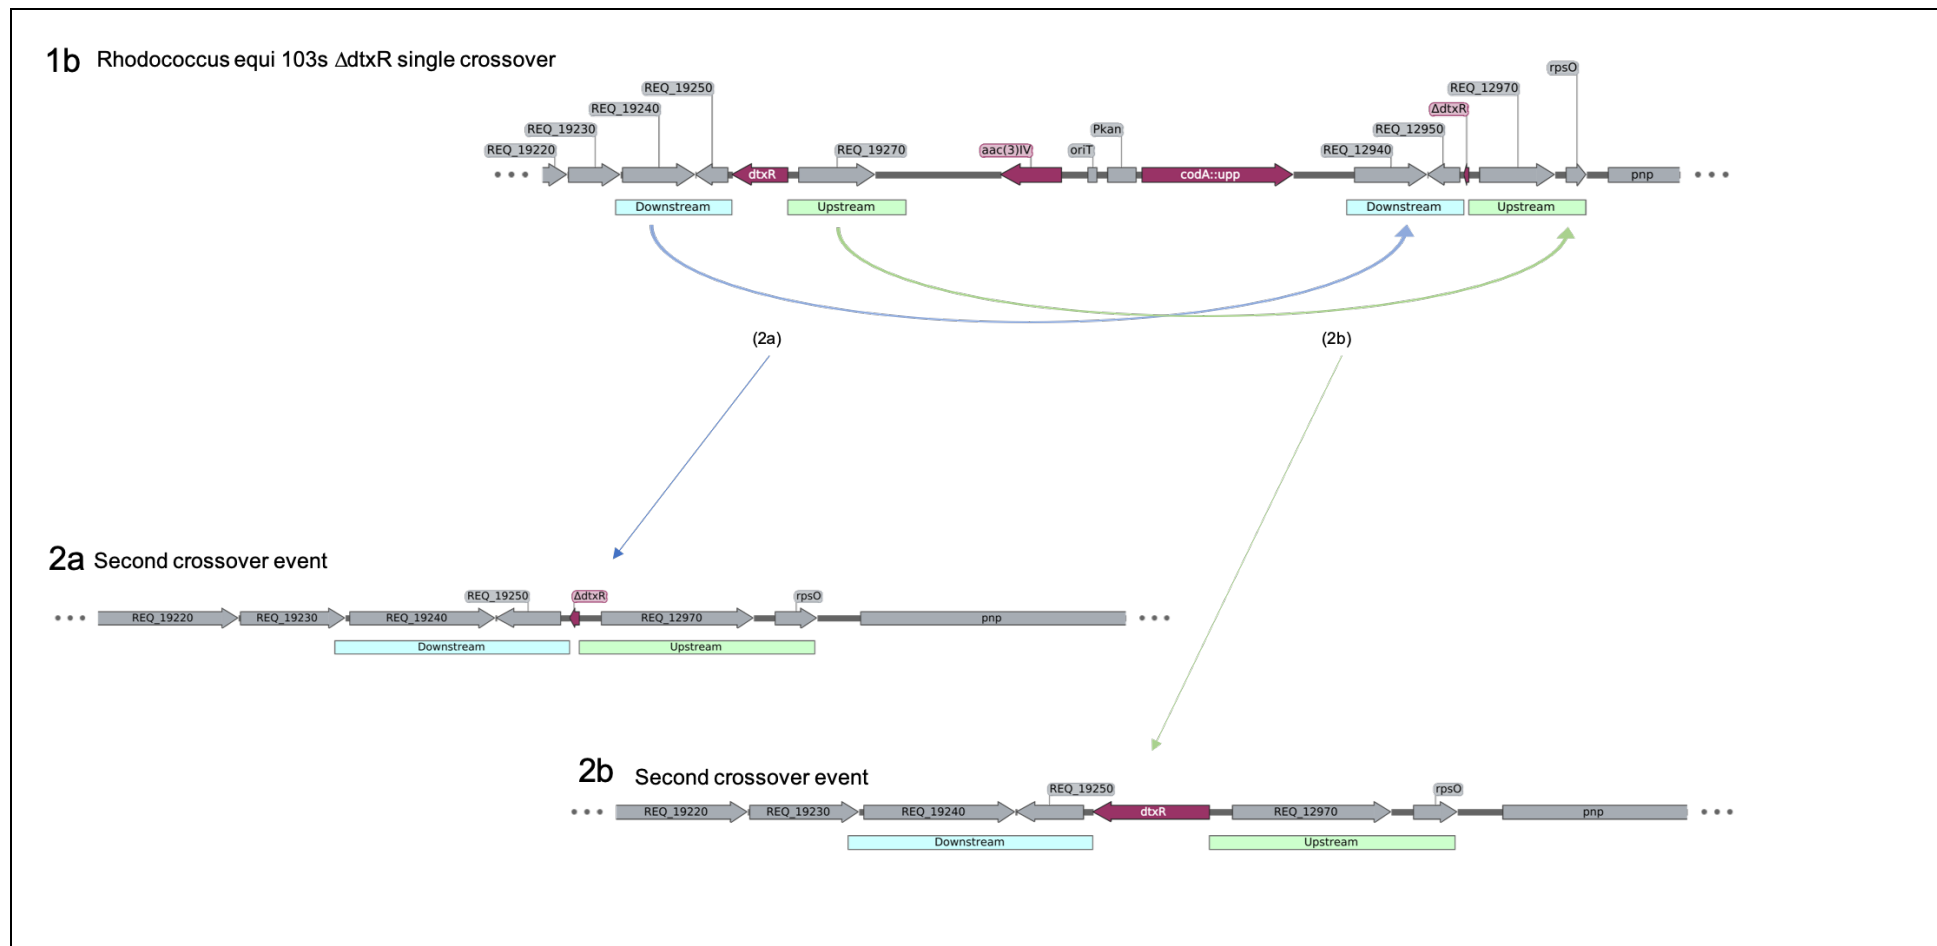 1b Rhodococcus equi 103s ΔdtxR single crossover
rpsO
REQ_19250 REQ_12970
REQ_19240 ΔdtxR
REQ_19230 Pkan REQ_12950
REQ_19220 REQ_19270 aac(3)IV oriT REQ_12940
dtxR codA::upp pnp
Downstream Upstream Downstream Upstream
(2a) (2b)
2a Second crossover event
REQ_19250 ΔdtxR rpsO
REQ_19220 REQ_19230 REQ_19240 REQ_12970 pnp
Downstream Upstream
2b Second crossover event
REQ_19250 rpsO
REQ_19220 REQ_19230 REQ_19240 dtxR REQ_12970 pnp
Downstream Upstream